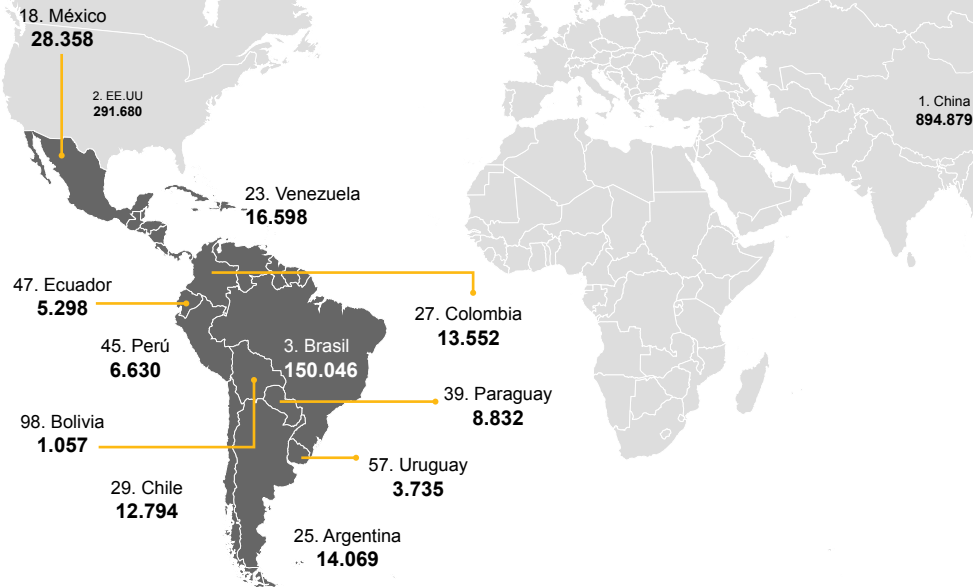 18. México
28.358
2. EE.UU
291.680
1. China
894.879
23. Venezuela
16.598
47. Ecuador
5.298
27. Colombia
13.552
45. Perú
6.630
3. Brasil
150.046
39. Paraguay
8.832
98. Bolivia
1.057
57. Uruguay
3.735
29. Chile
12.794
25. Argentina
14.069